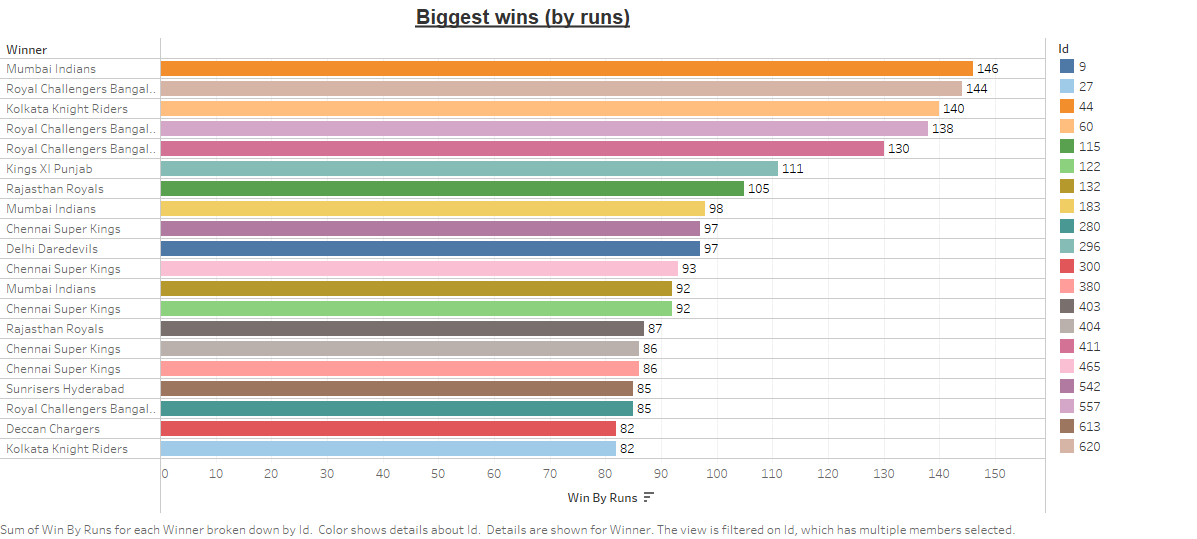 Biggest wins (by runs)
Winner
Id
Mumbai Indians 146
Royal Challengers Bangal.. 144
Kolkata Knight Riders 140
Royal Challengers Bangal.. 138
Royal Challengers Bangal.. 130
Kings XI Punjab 111
Rajasthan Royals 105
Mumbai Indians 98
Chennai Super Kings 97
Delhi Daredevils 97
Chennai Super Kings 93
Mumbai Indians 92
Chennai Super Kings 92
Rajasthan Royals 87
Chennai Super Kings 86
Chennai Super Kings 86
Sunrisers Hyderabad 85
Royal Challengers Bangal.. 85
Deccan Chargers 82
Kolkata Knight Riders 82
0 10 20 30 40 50 60 70 80 90 100 110 120 130 140 150
Win By Runs
9
27
44
60
115
122
132
183
280
296
300
380
403
404
411
465
542
557
613
620
Sum of Win By Runs for each Winner broken down by Id. Color shows details about Id. Details are shown for Winner. The view is filtered on Id, which has multiple members selected.